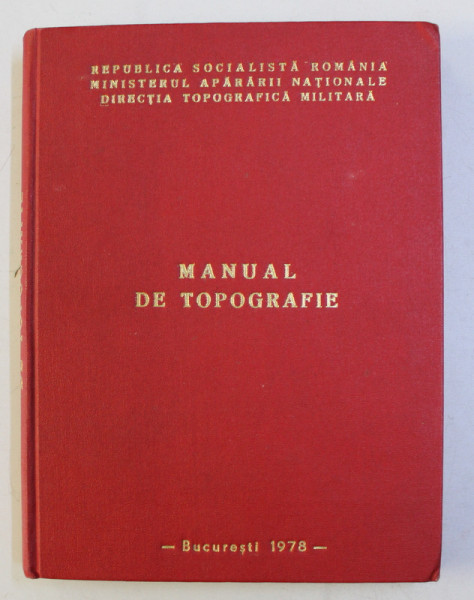 REPUBLICA SOCIALISTĂ ROMÂNIA
MINISTERUL APĂRĂRII NAȚIONALE
DIRECȚIA TOPOGRAFICĂ MILITARĂ
MANUAL
DE TOPOGRAFIE
— București 1978 —